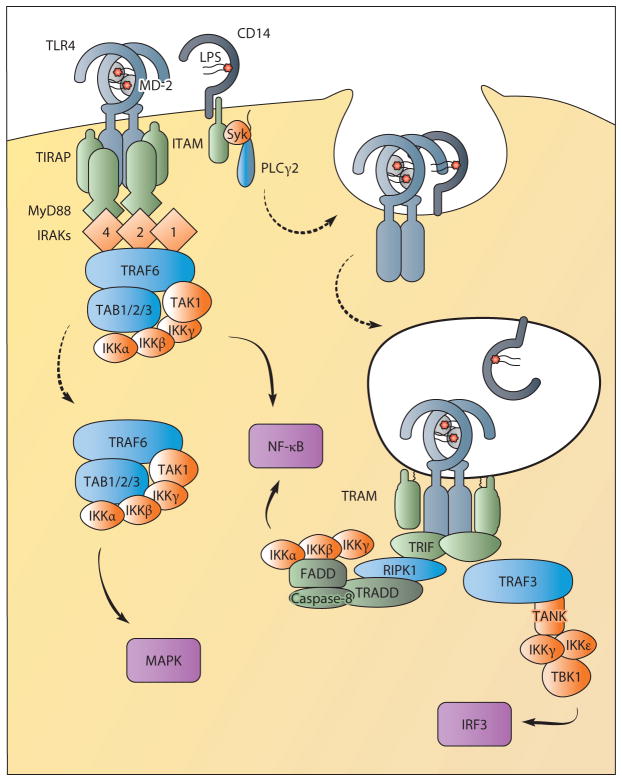 TLR4
CD14
LPS
MD-2
TIRAP
ITAM
Syk
PLCγ2
MyD88
IRAKs
4
2
1
TRAF6
TAB1/2/3
TAK1
IKKα
IKKβ
IKKγ
TRAF6
TAB1/2/3
TAK1
IKKα
IKKβ
IKKγ
NF-κB
MAPK
TRAM
TRIF
IKKα
IKKβ
IKKγ
FADD
RIPK1
Caspase-8
TRADD
TRAF3
TANK
IKKγ
IKKε
TBK1
IRF3